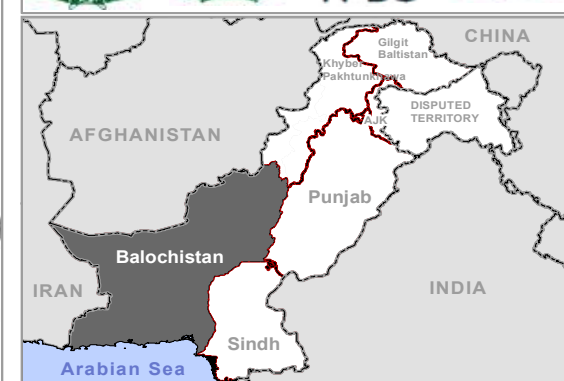 CHINA
Gilgit
Baltistan
Khyber
Pakhtunkhwa
DISPUTED
TERRITORY
AJK
AFGHANISTAN
Punjab
Balochistan
IRAN
INDIA
Sindh
Arabian Sea